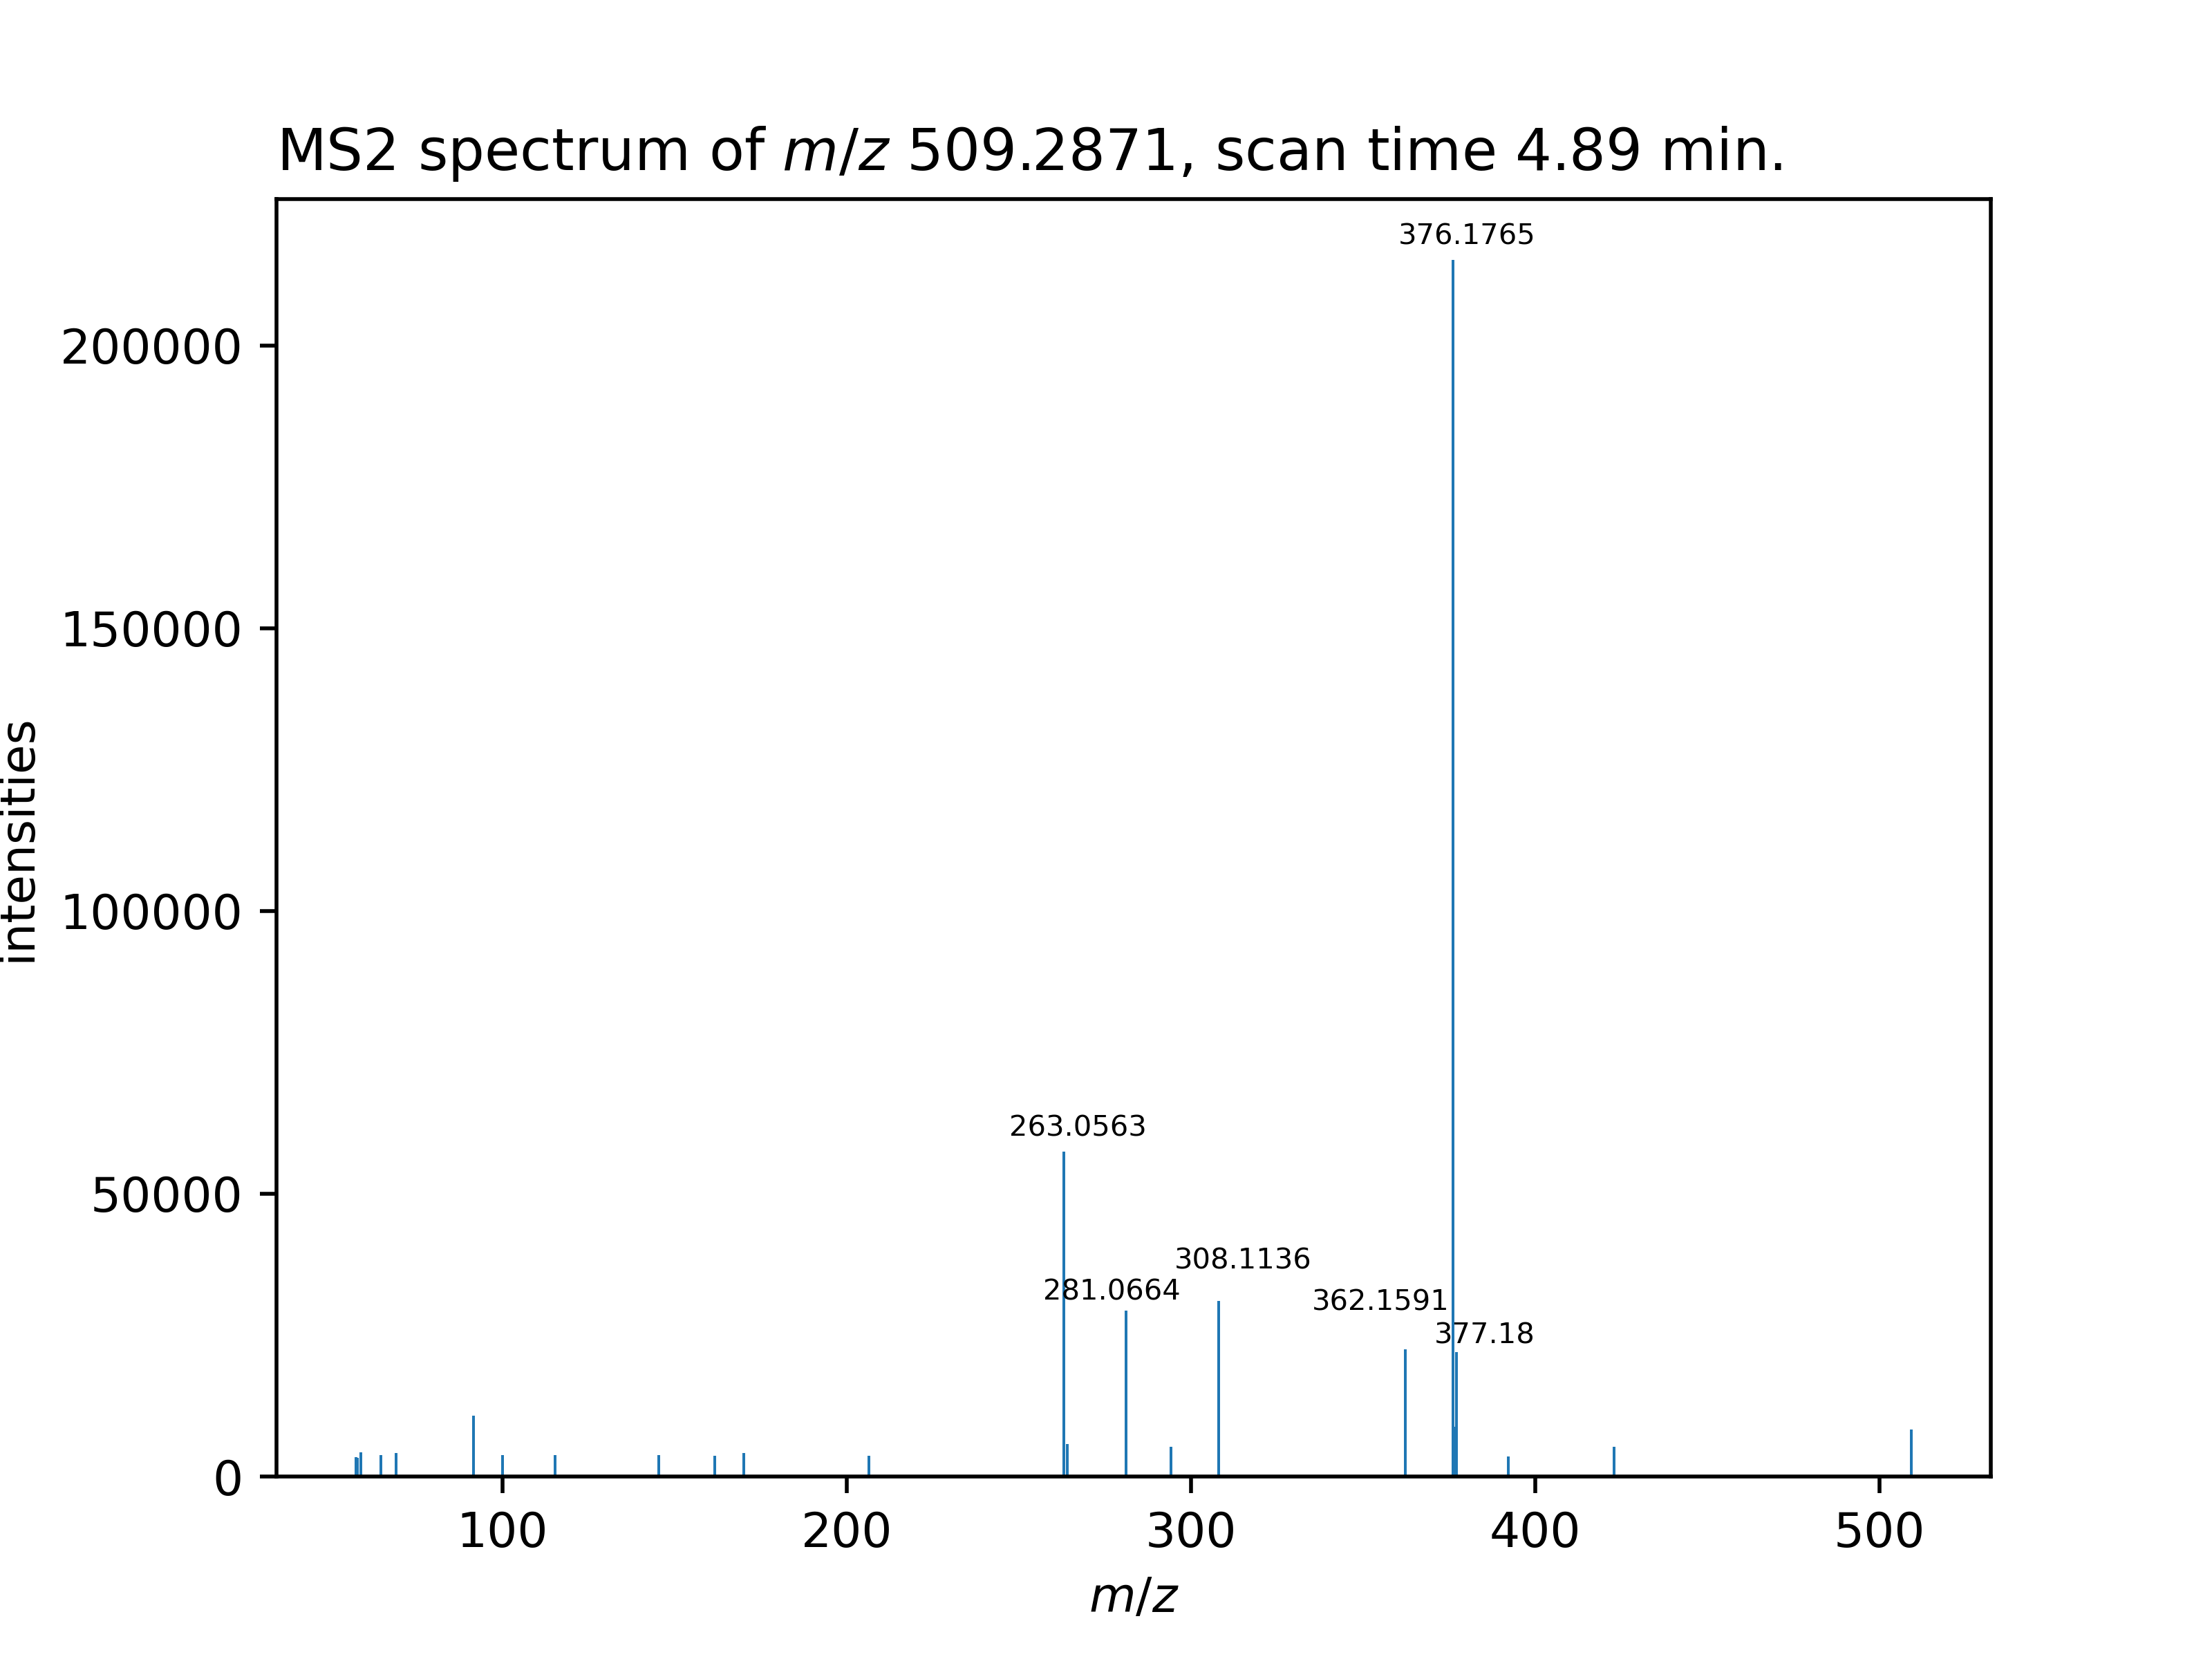 MS2 spectrum of m/z 509.2871, scan time 4.89 min.
376.1765
200000
150000
100000
intensities
263.0563
50000
308.1136
281.0664
362.1591
377.18
0
100 200 300 400 500
m/z